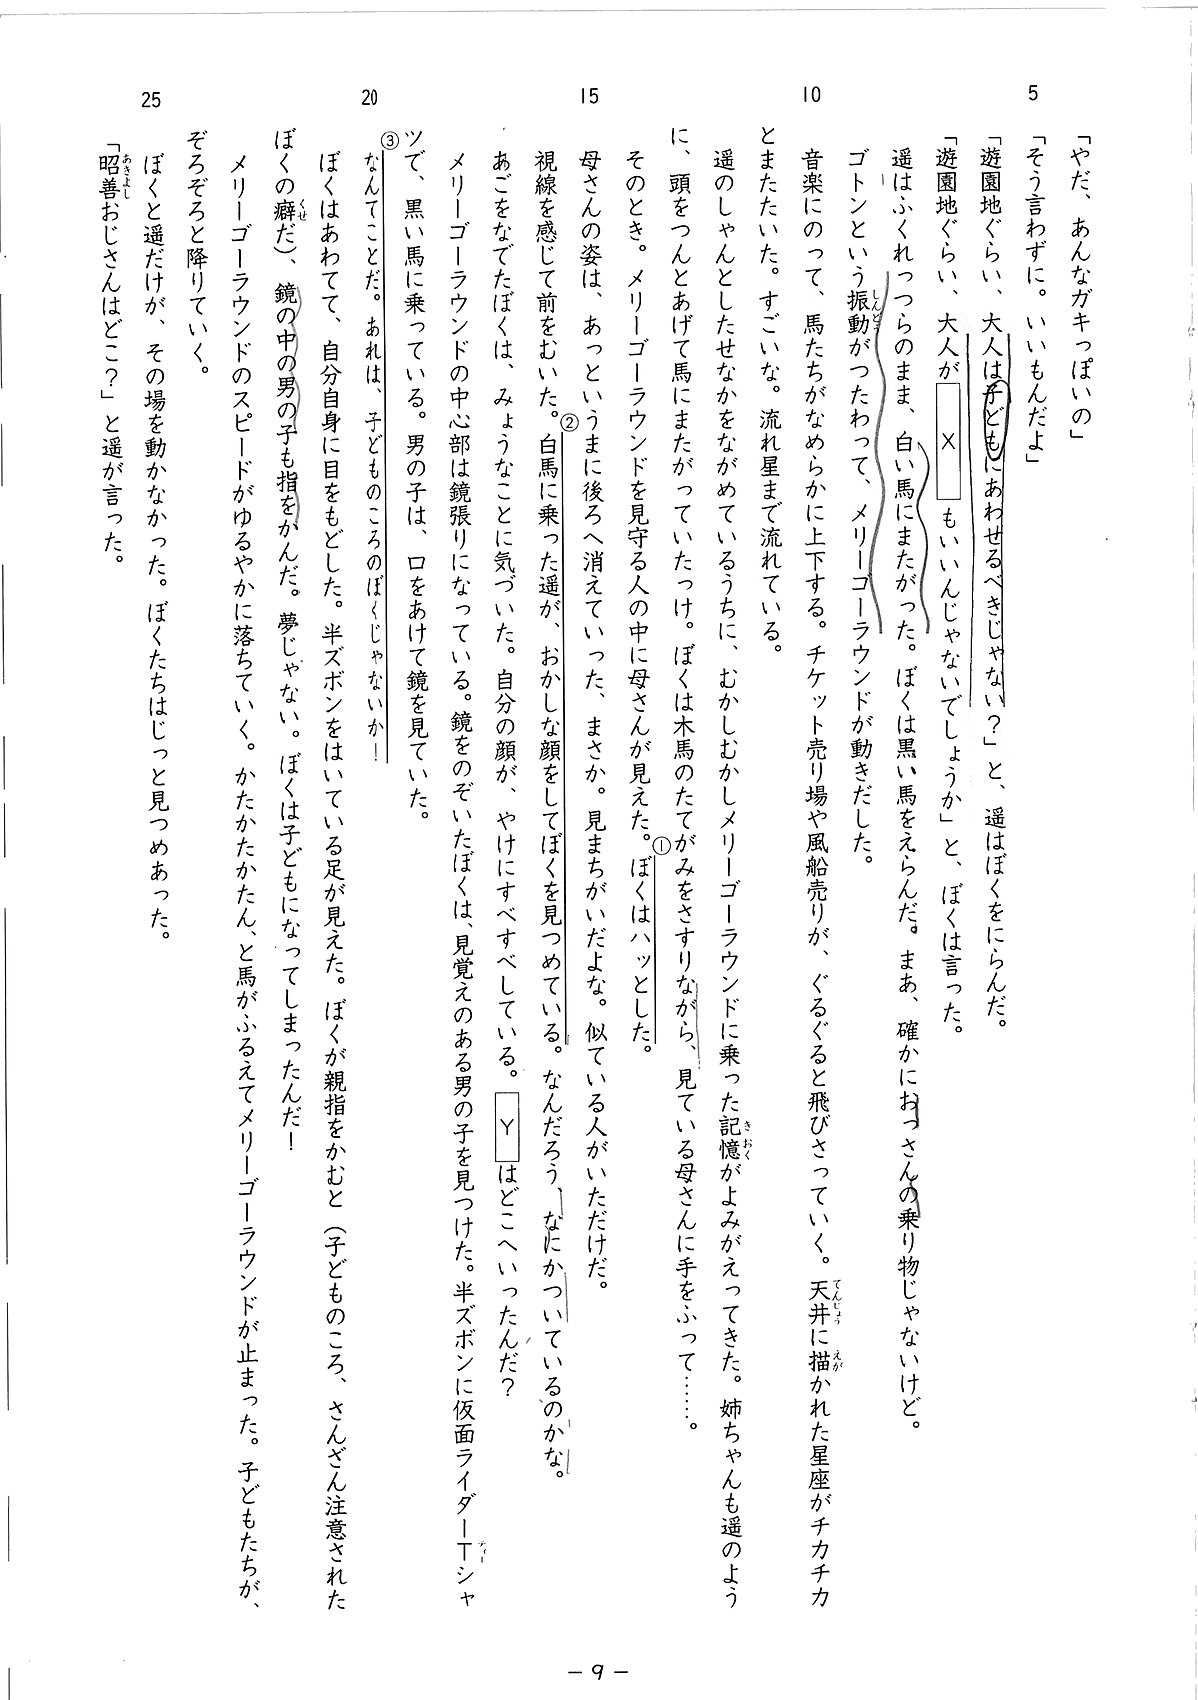 「やだ、あんなガキっぽいの」
「そう言わずに。いいもんだよ」
5
「遊園地ぐらい、大人は子どもにあわせるべきじゃない？」と、遥はぼくをにらんだ。
「遊園地ぐらい、大人が X もいいんじゃないでしょうか」と、ぼくは言った。
遥はふくれっつらのまま、白い馬にまたがった。ぼくは黒い馬をえらんだ。まあ、確かにおっさんの乗り物じゃないけど。
ゴトンという振動がつたわって、メリーゴーラウンドが動きだした。
しんどう
音楽にのって、馬たちがなめらかに上下する。チケット売り場や風船売りが、ぐるぐると飛びさっていく。天井に描かれた星座がチカチカ
てんじょう
えが
10
とまたたいた。すごいな。流れ星まで流れている。
遥のしゃんとしたせなかをながめているうちに、むかしむかしメリーゴーラウンドに乗った記憶がよみがえってきた。姉ちゃんも遥のよう
きおく
に、頭をつんとあげて馬にまたがっていたっけ。ぼくは木馬のたてがみをさすりながら、見ている母さんに手をふって……。
そのとき。メリーゴーラウンドを見守る人の中に母さんが見えた。①ぼくはハッとした。
母さんの姿は、あっというまに後ろへ消えていった、まさか。見まちがいだよな。似ている人がいただけだ。
15
視線を感じて前をむいた。②白馬に乗った遥が、おかしな顔をしてぼくを見つめている。なんだろう、なにかついているのかな。
あごをなでたぼくは、みょうなことに気づいた。自分の顔が、やけにすべすべしている。 Y はどこへいったんだ？
メリーゴーラウンドの中心部は鏡張りになっている。鏡をのぞいたぼくは、見覚えのある男の子を見つけた。半ズボンに仮面ライダーＴシャ
ティー
ツで、黒い馬に乗っている。男の子は、口をあけて鏡を見ていた。
③なんてことだ。あれは、子どものころのぼくじゃないか！
20
ぼくはあわてて、自分自身に目をもどした。半ズボンをはいている足が見えた。ぼくが親指をかむと（子どものころ、さんざん注意された
ぼくの癖だ）、鏡の中の男の子も指をかんだ。夢じゃない。ぼくは子どもになってしまったんだ！
くせ
メリーゴーラウンドのスピードがゆるやかに落ちていく。かたかたかたん、と馬がふるえてメリーゴーラウンドが止まった。子どもたちが、
ぞろぞろと降りていく。
ぼくと遥だけが、その場を動かなかった。ぼくたちはじっと見つめあった。
25
「昭善おじさんはどこ？」と遥が言った。
あきよし
－9－